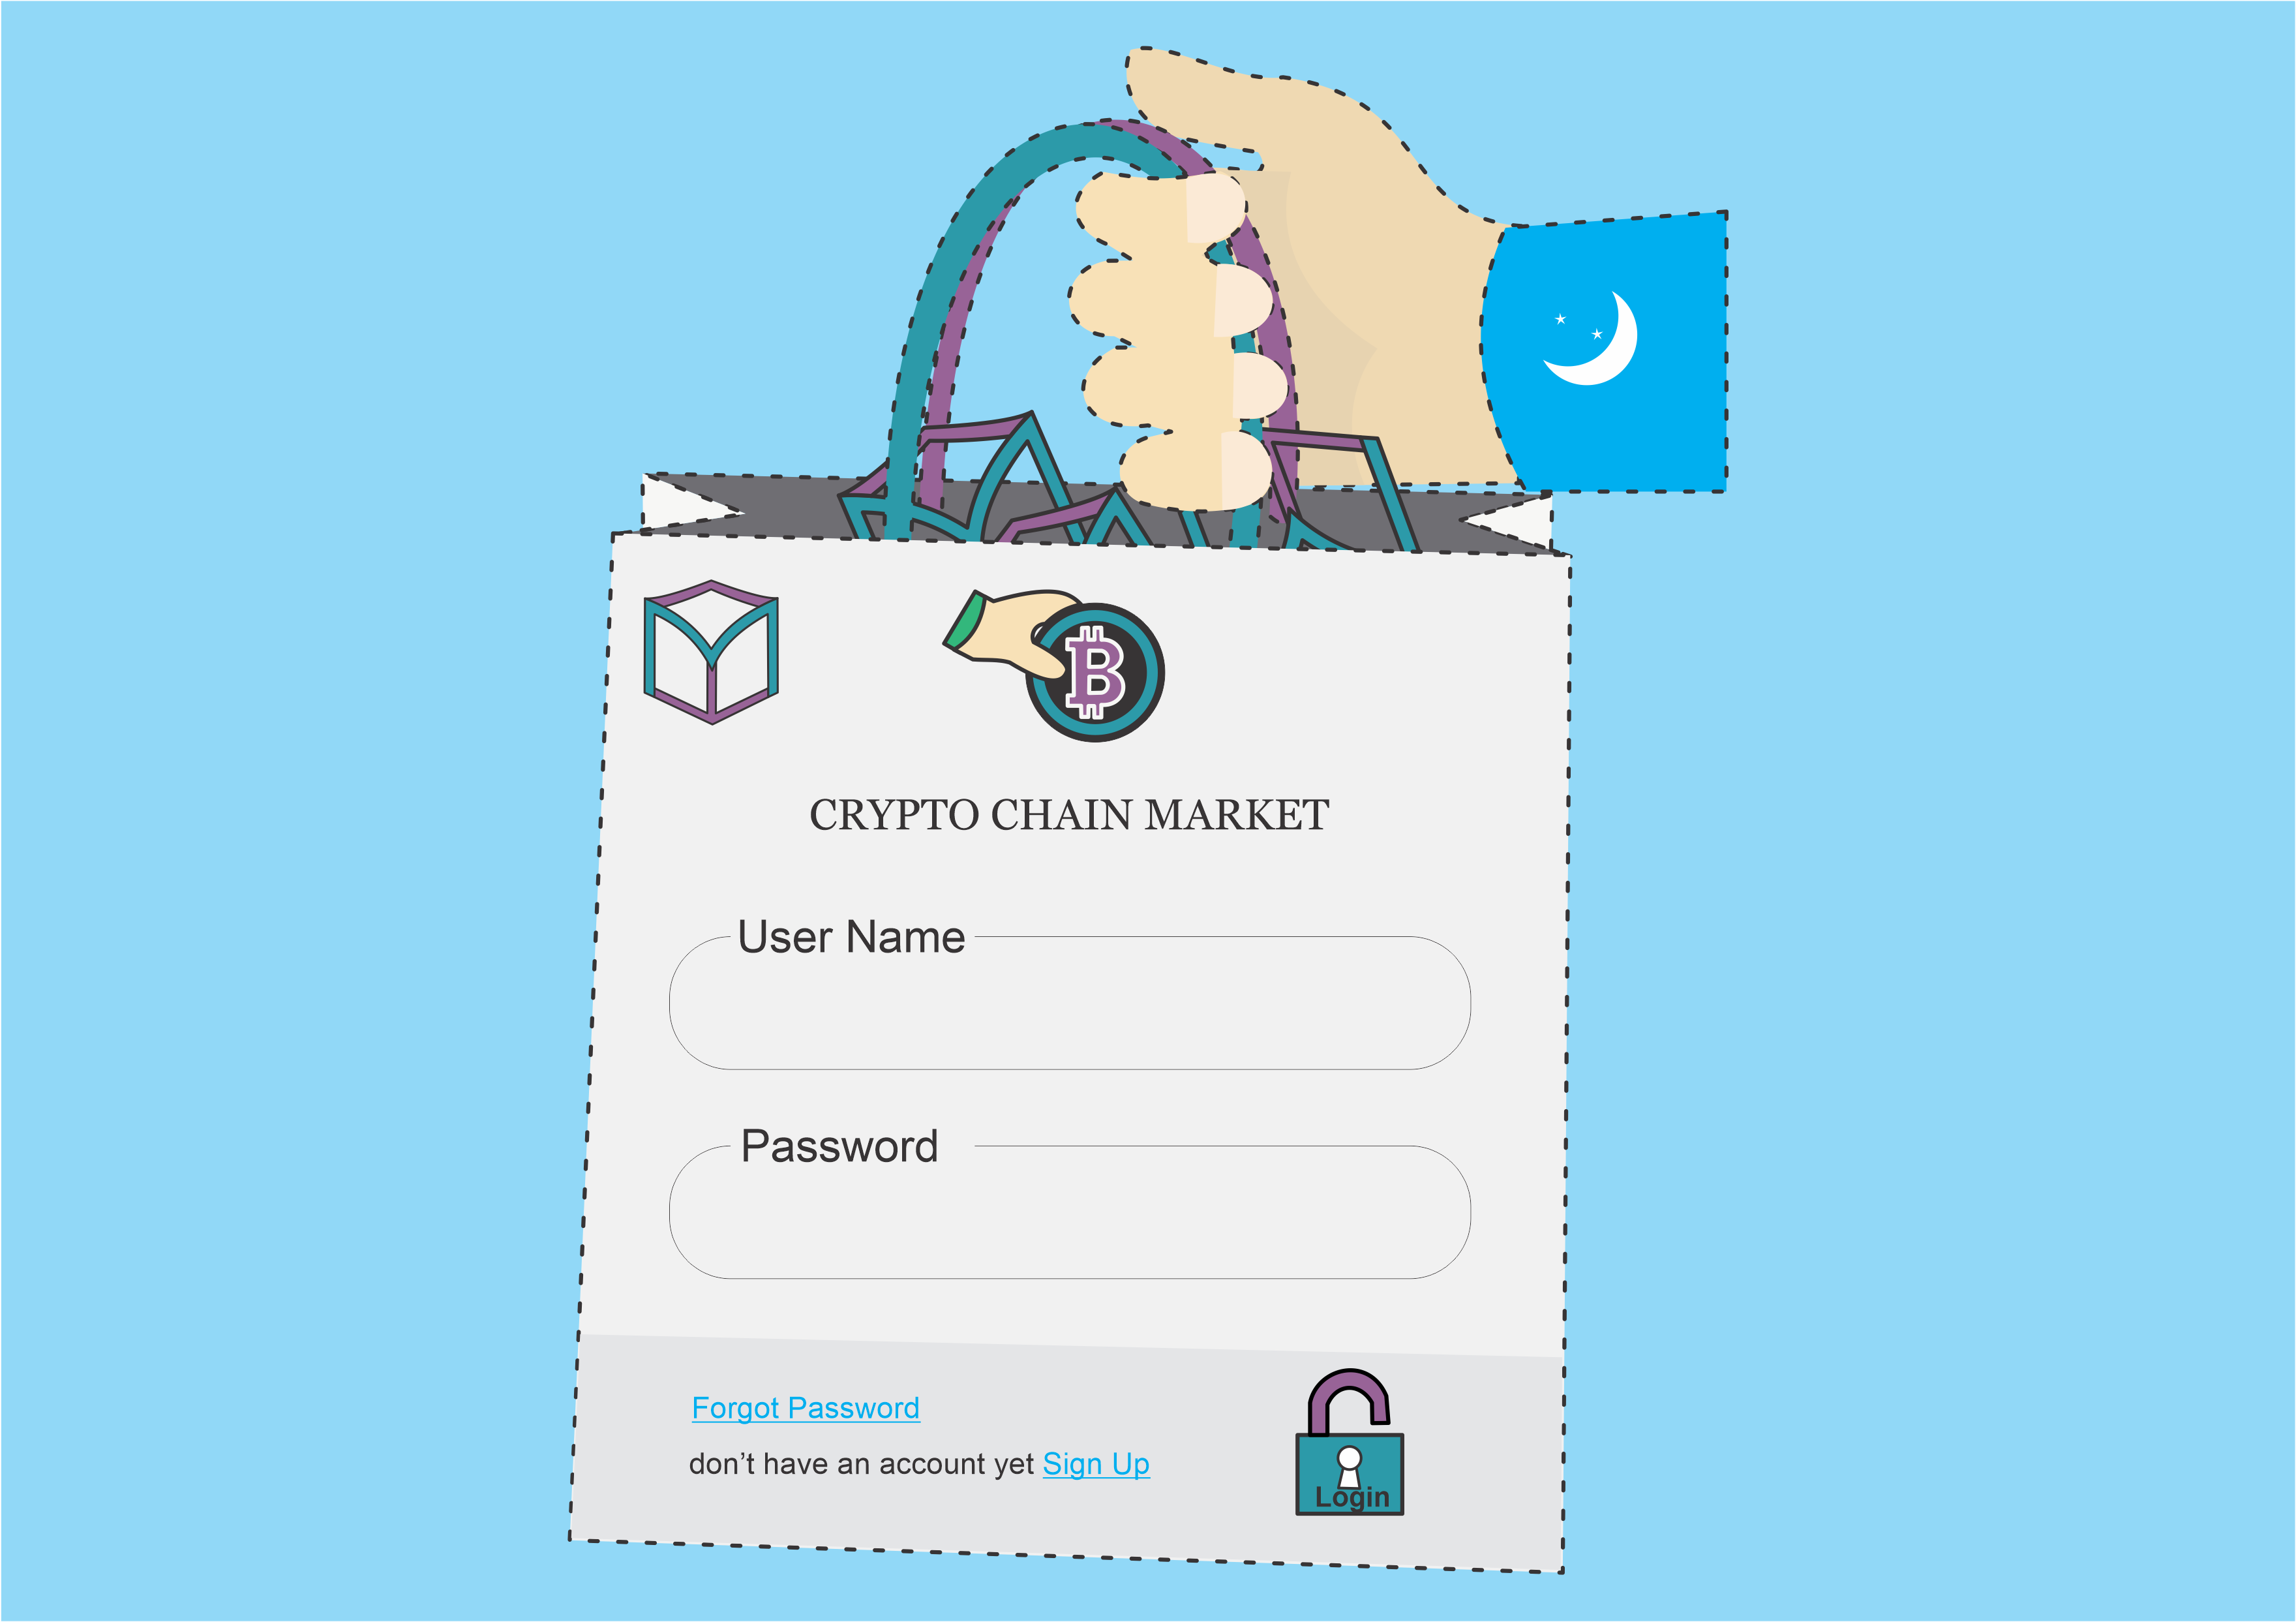 CRYPTO CHAIN MARKET
User Name
Password
Forgot Password
don’t have an account yet Sign Up
Login